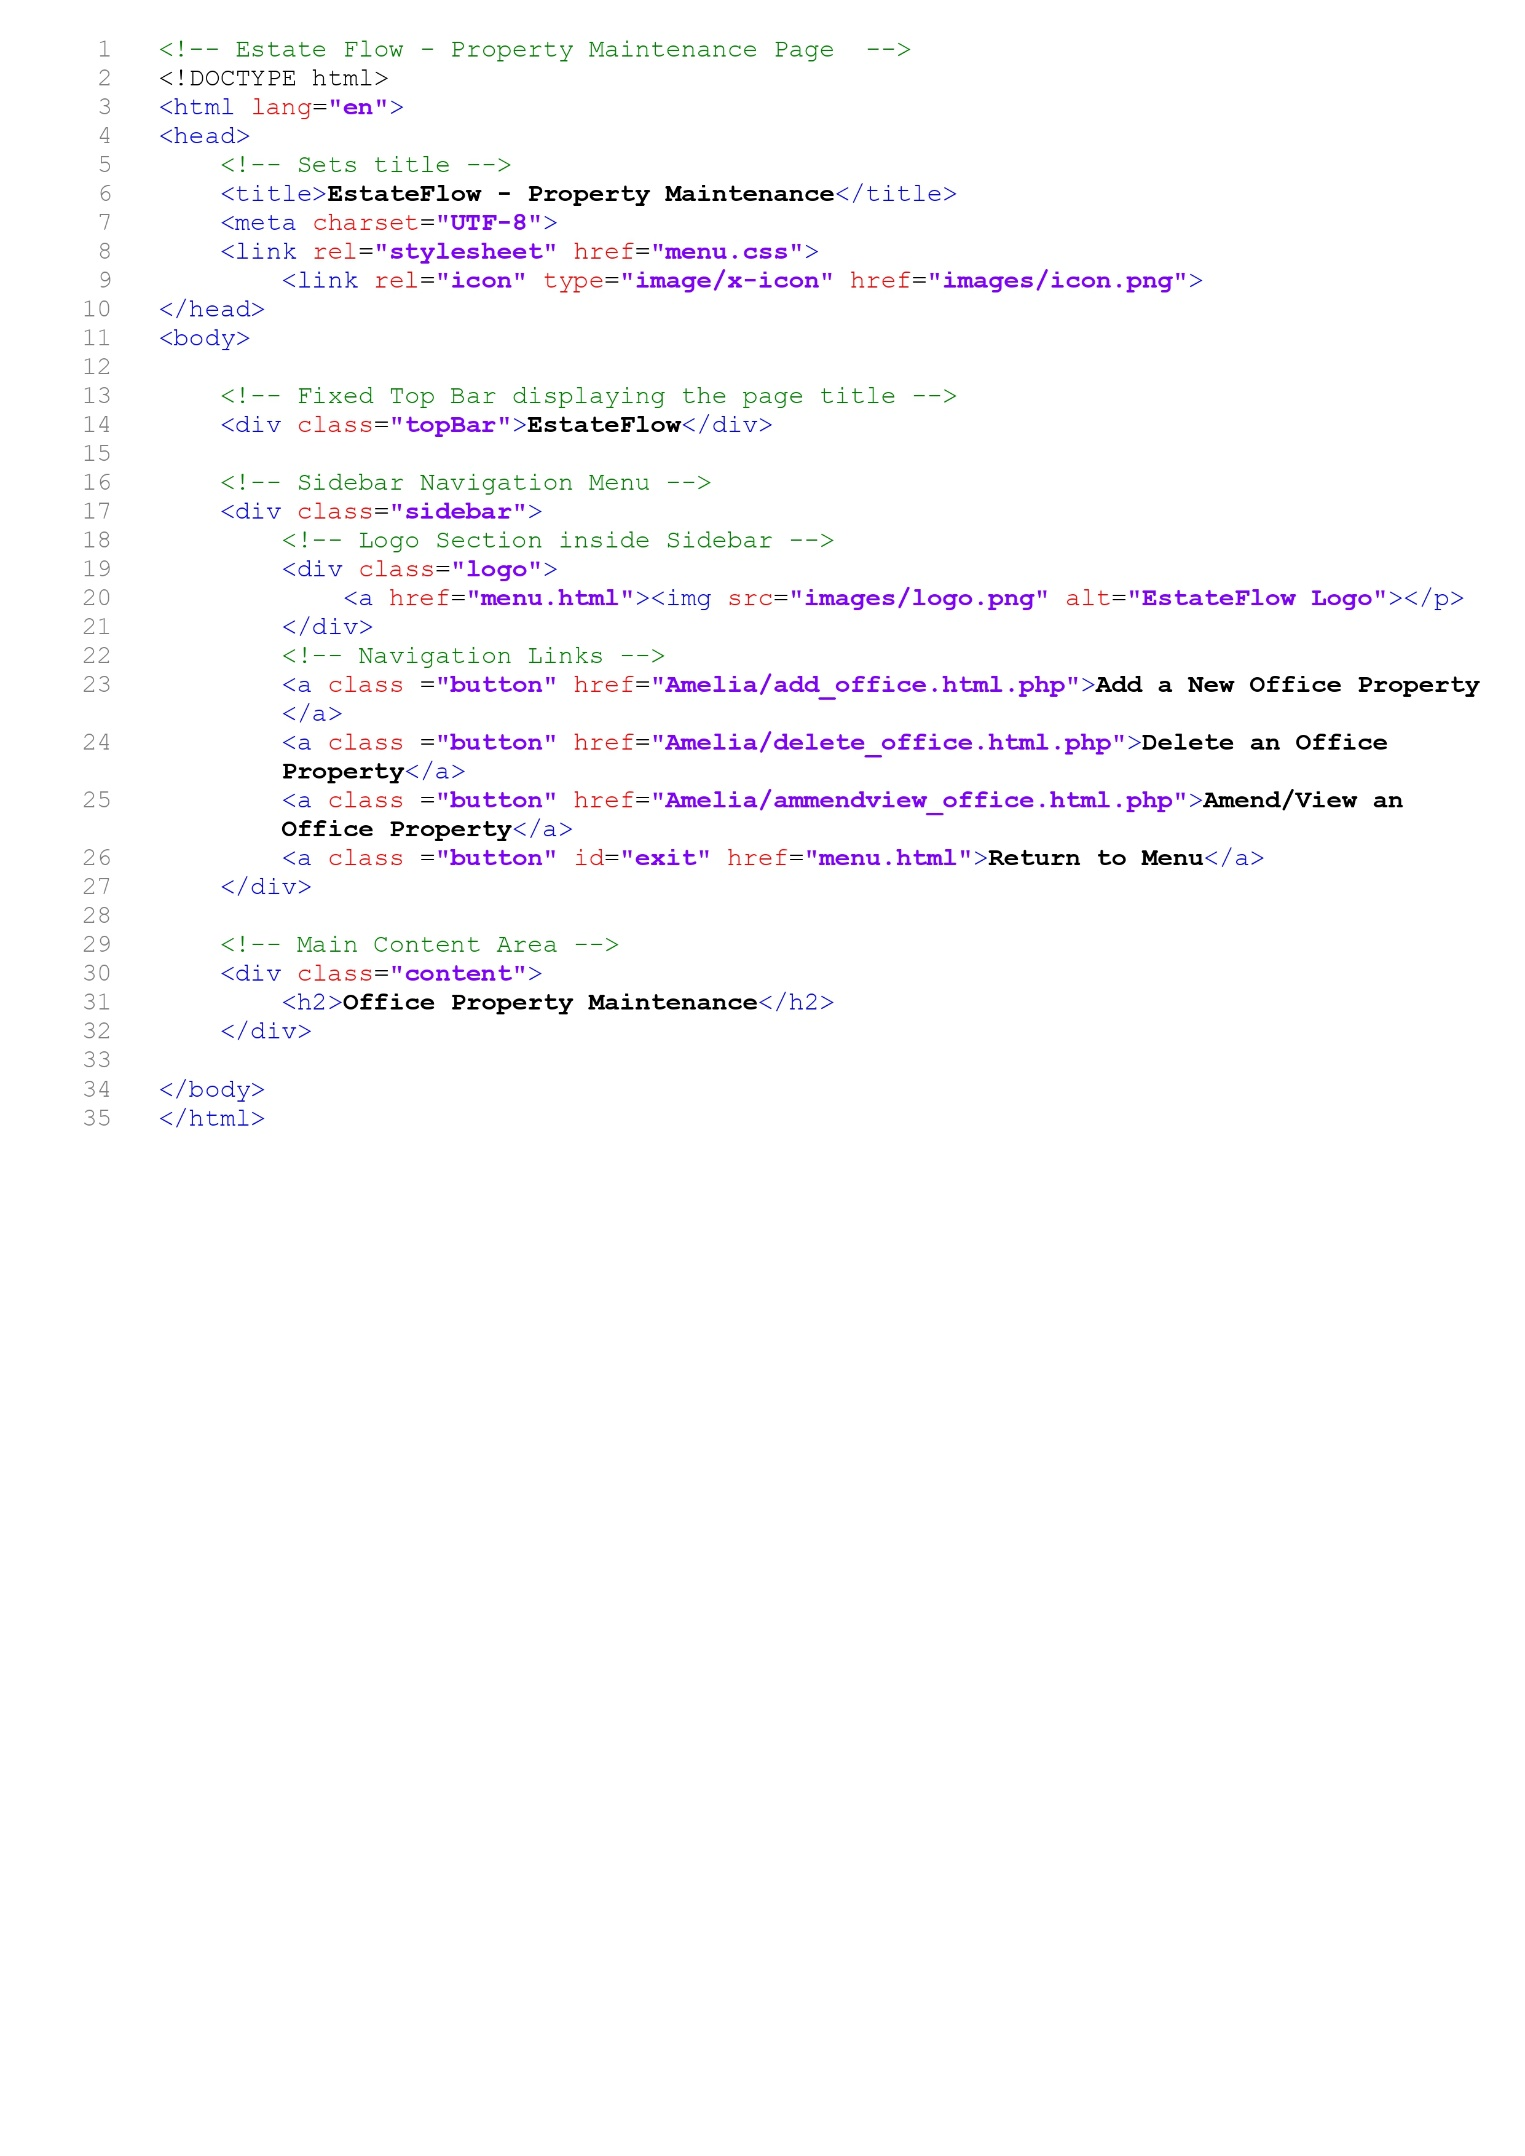 1 <!-- Estate Flow - Property Maintenance Page  -->
2 <!DOCTYPE html>
3 <html lang="en">
4 <head>
5     <!-- Sets title -->
6     <title>EstateFlow - Property Maintenance</title>
7     <meta charset="UTF-8">
8     <link rel="stylesheet" href="menu.css">
9         <link rel="icon" type="image/x-icon" href="images/icon.png">
10 </head>
11 <body>
12
13     <!-- Fixed Top Bar displaying the page title -->
14     <div class="topBar">EstateFlow</div>
15
16     <!-- Sidebar Navigation Menu -->
17     <div class="sidebar">
18         <!-- Logo Section inside Sidebar -->
19         <div class="logo">
20             <a href="menu.html"><img src="images/logo.png" alt="EstateFlow Logo"></p>
21         </div>
22         <!-- Navigation Links -->
23         <a class ="button" href="Amelia/add_office.html.php">Add a New Office Property
        </a>
24         <a class ="button" href="Amelia/delete_office.html.php">Delete an Office
        Property</a>
25         <a class ="button" href="Amelia/ammendview_office.html.php">Amend/View an
        Office Property</a>
26         <a class ="button" id="exit" href="menu.html">Return to Menu</a>
27     </div>
28
29     <!-- Main Content Area -->
30     <div class="content">
31         <h2>Office Property Maintenance</h2>
32     </div>
33
34 </body>
35 </html>